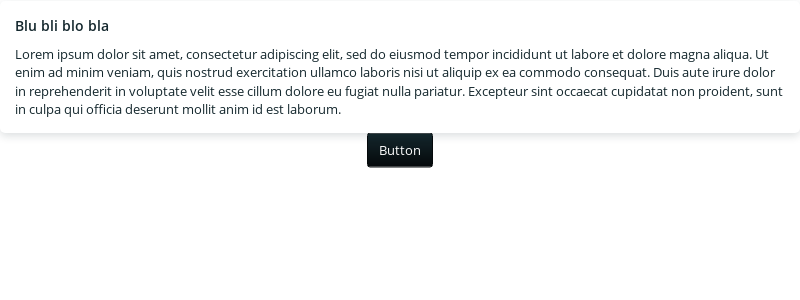 Blu bli blo bla
Lorem ipsum dolor sit amet, consectetur adipiscing elit, sed do eiusmod tempor incididunt ut labore et dolore magna aliqua. Ut
enim ad minim veniam, quis nostrud exercitation ullamco laboris nisi ut aliquip ex ea commodo consequat. Duis aute irure dolor
in reprehenderit in voluptate velit esse cillum dolore eu fugiat nulla pariatur. Excepteur sint occaecat cupidatat non proident, sunt
in culpa qui officia deserunt mollit anim id est laborum.
Button